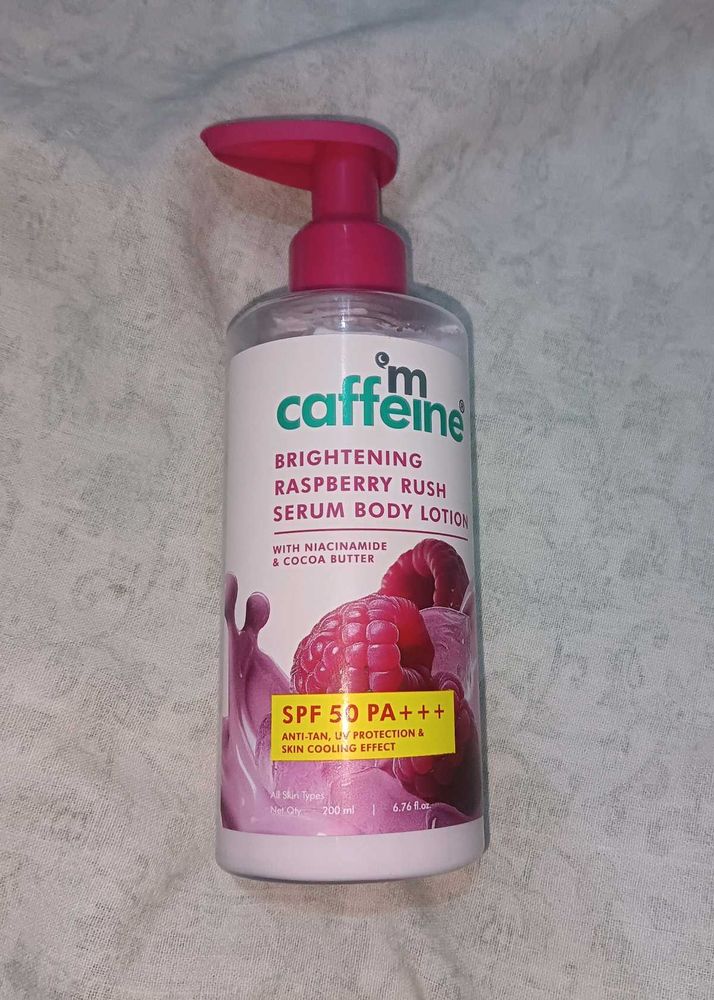 'm
caffeine®
BRIGHTENING
RASPBERRY RUSH
SERUM BODY LOTION
WITH NIACINAMIDE
& COCOA BUTTER
SPF 50 PA+++
ANTI-TAN, UV PROTECTION &
SKIN COOLING EFFECT
All Skin Types
Net Qty 200 ml | 6.76 fl.oz.